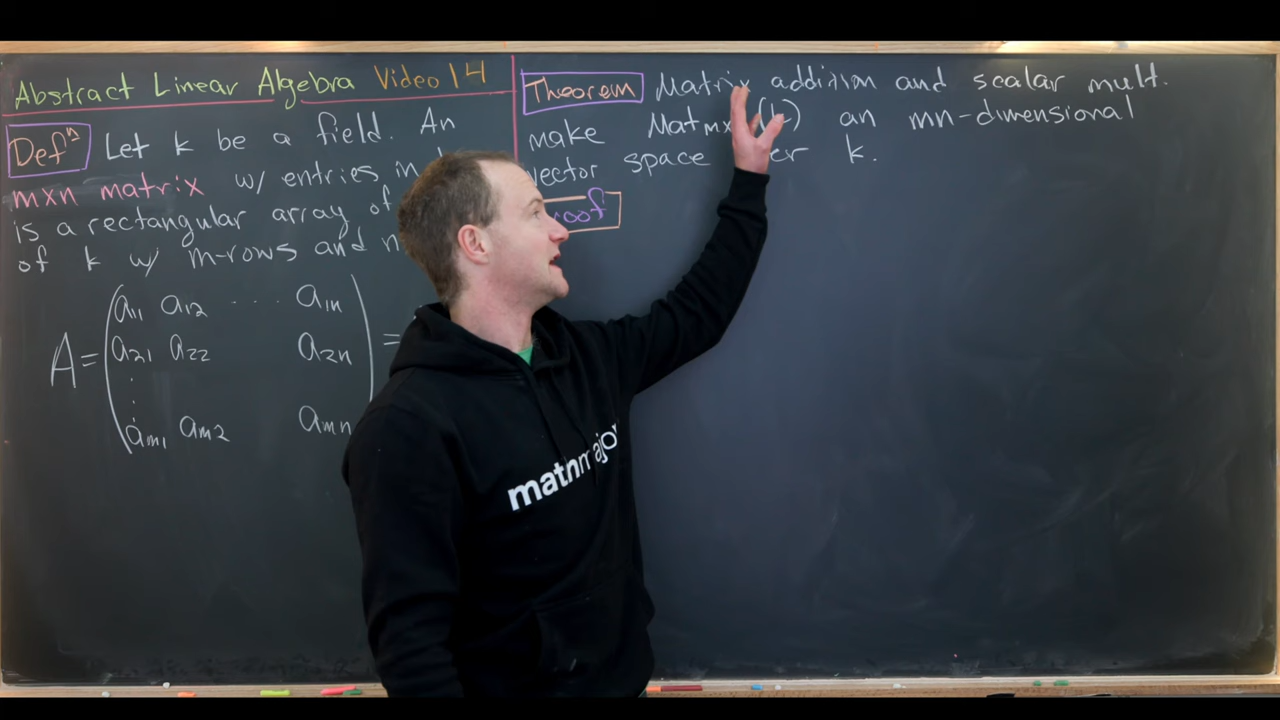 Abstract Linear Algebra Video 14
Defⁿ Let k be a field. An
mxn matrix w/ entries in
is a rectangular array of
of k w/ m-rows and n
A = (a₁₁ a₁₂ ... a₁ₙ
a₂₁ a₂₂ a₂ₙ
⋮
aₘ₁ aₘ₂ aₘₙ) =
Theorem Matrix addition and scalar mult.
make Mat an mn-dimensional
vector space k.
mathmajor